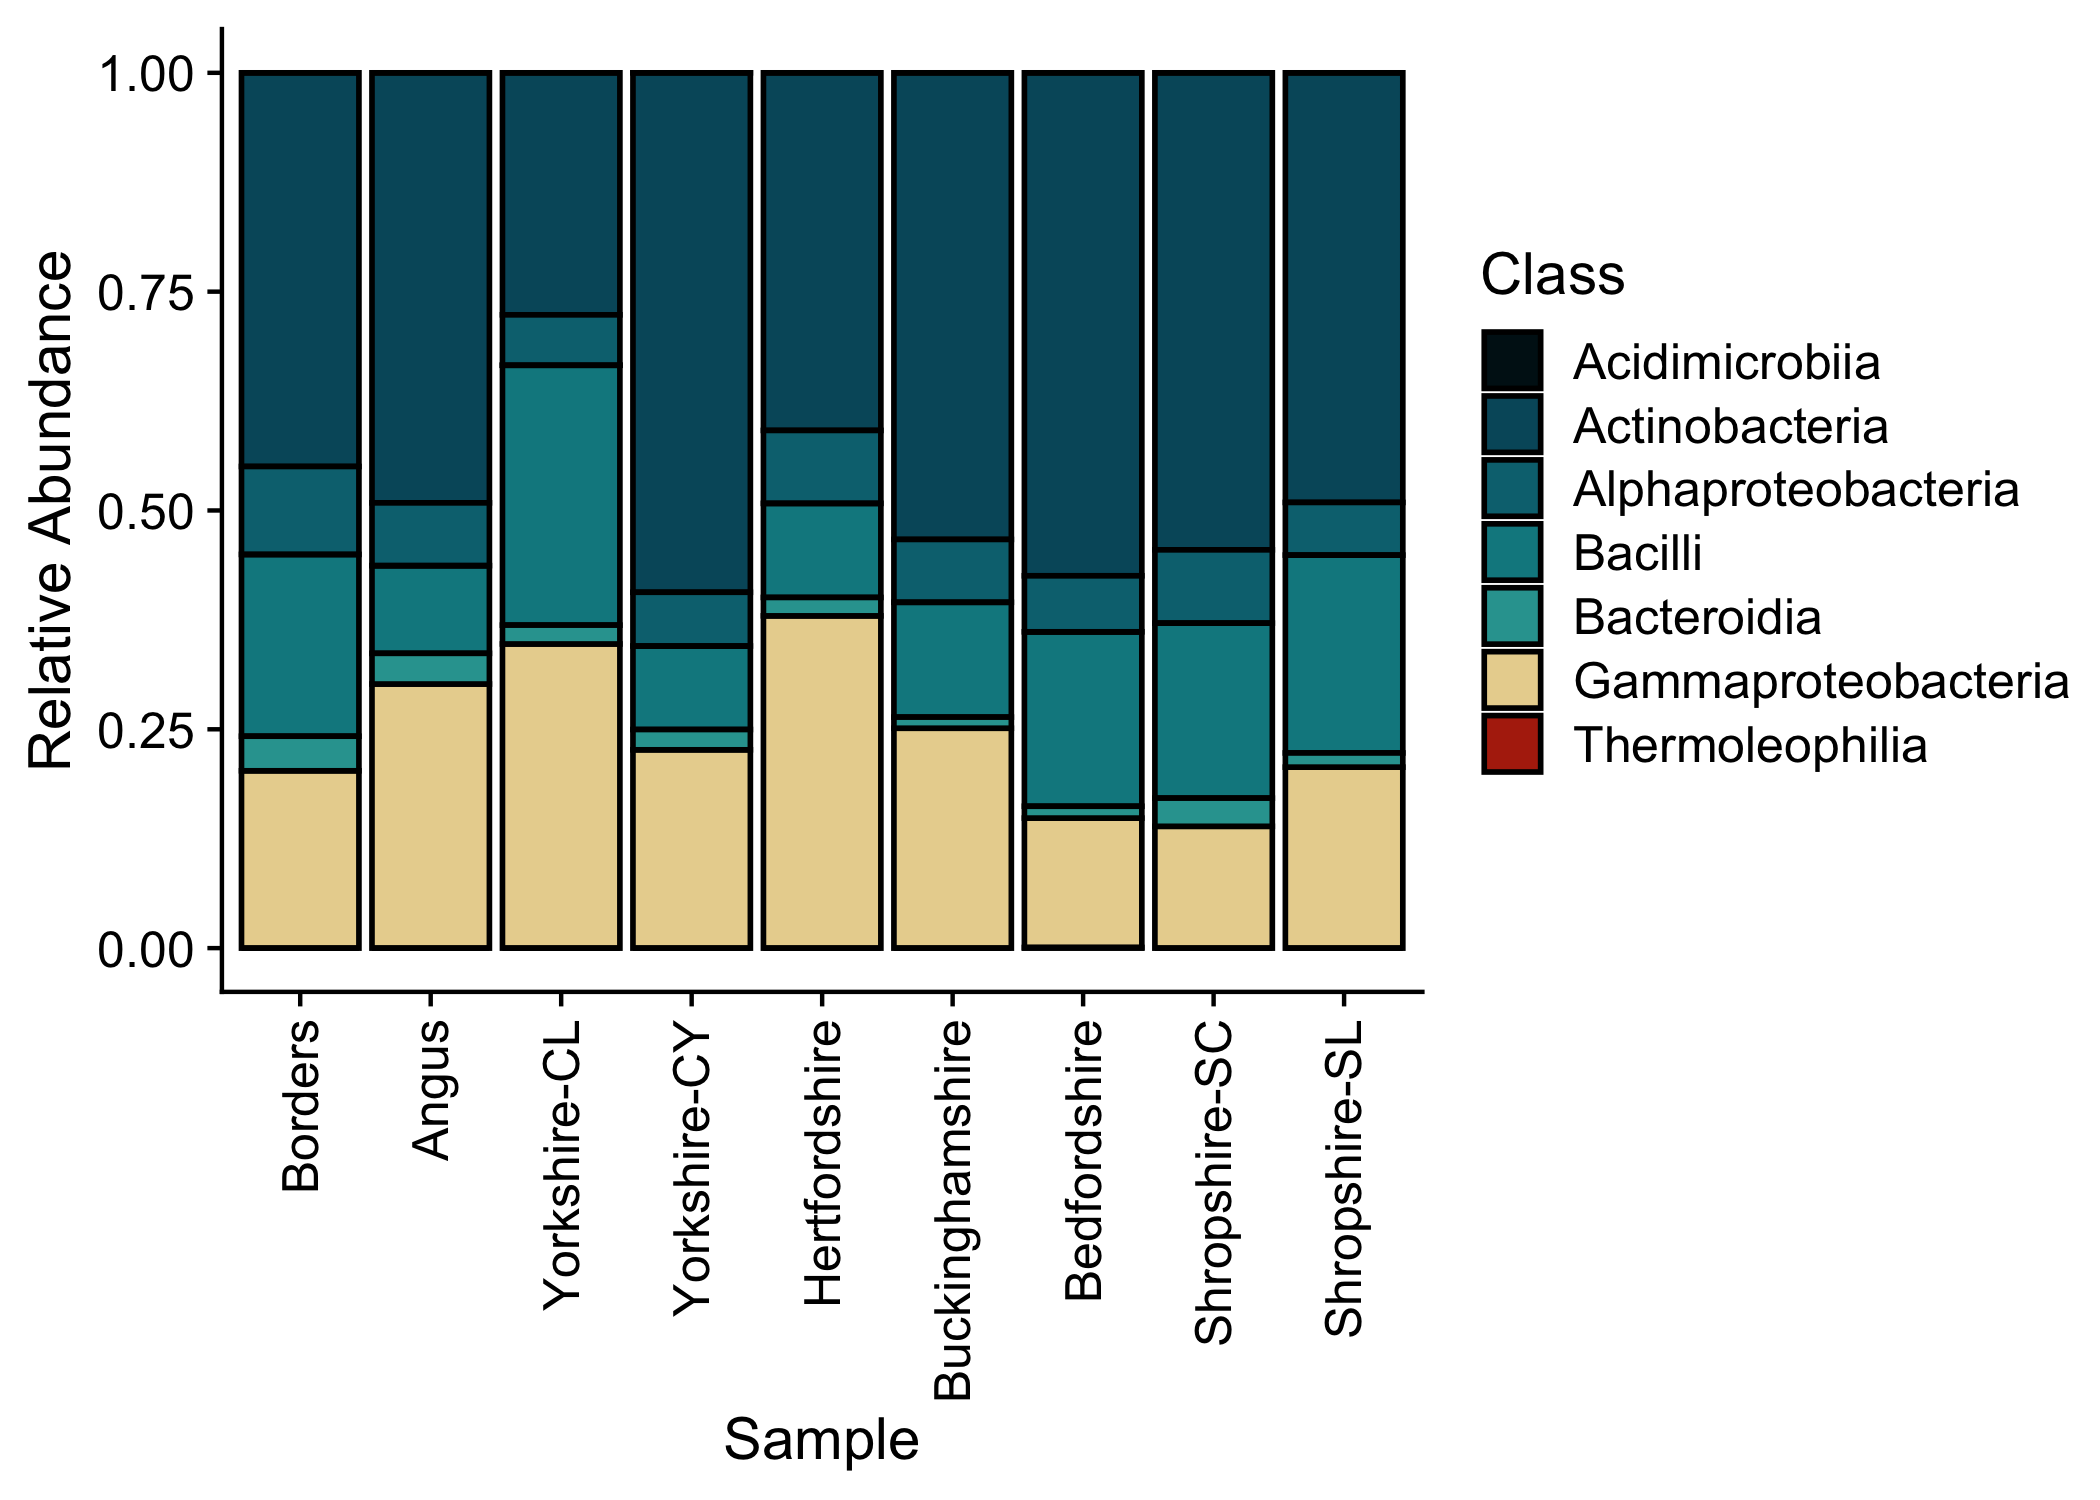 Relative Abundance
1.00
0.75
0.50
0.25
0.00
Borders
Angus
Yorkshire-CL
Yorkshire-CY
Hertfordshire
Buckinghamshire
Bedfordshire
Shropshire-SC
Shropshire-SL
Sample
Class
Acidimicrobiia
Actinobacteria
Alphaproteobacteria
Bacilli
Bacteroidia
Gammaproteobacteria
Thermoleophilia